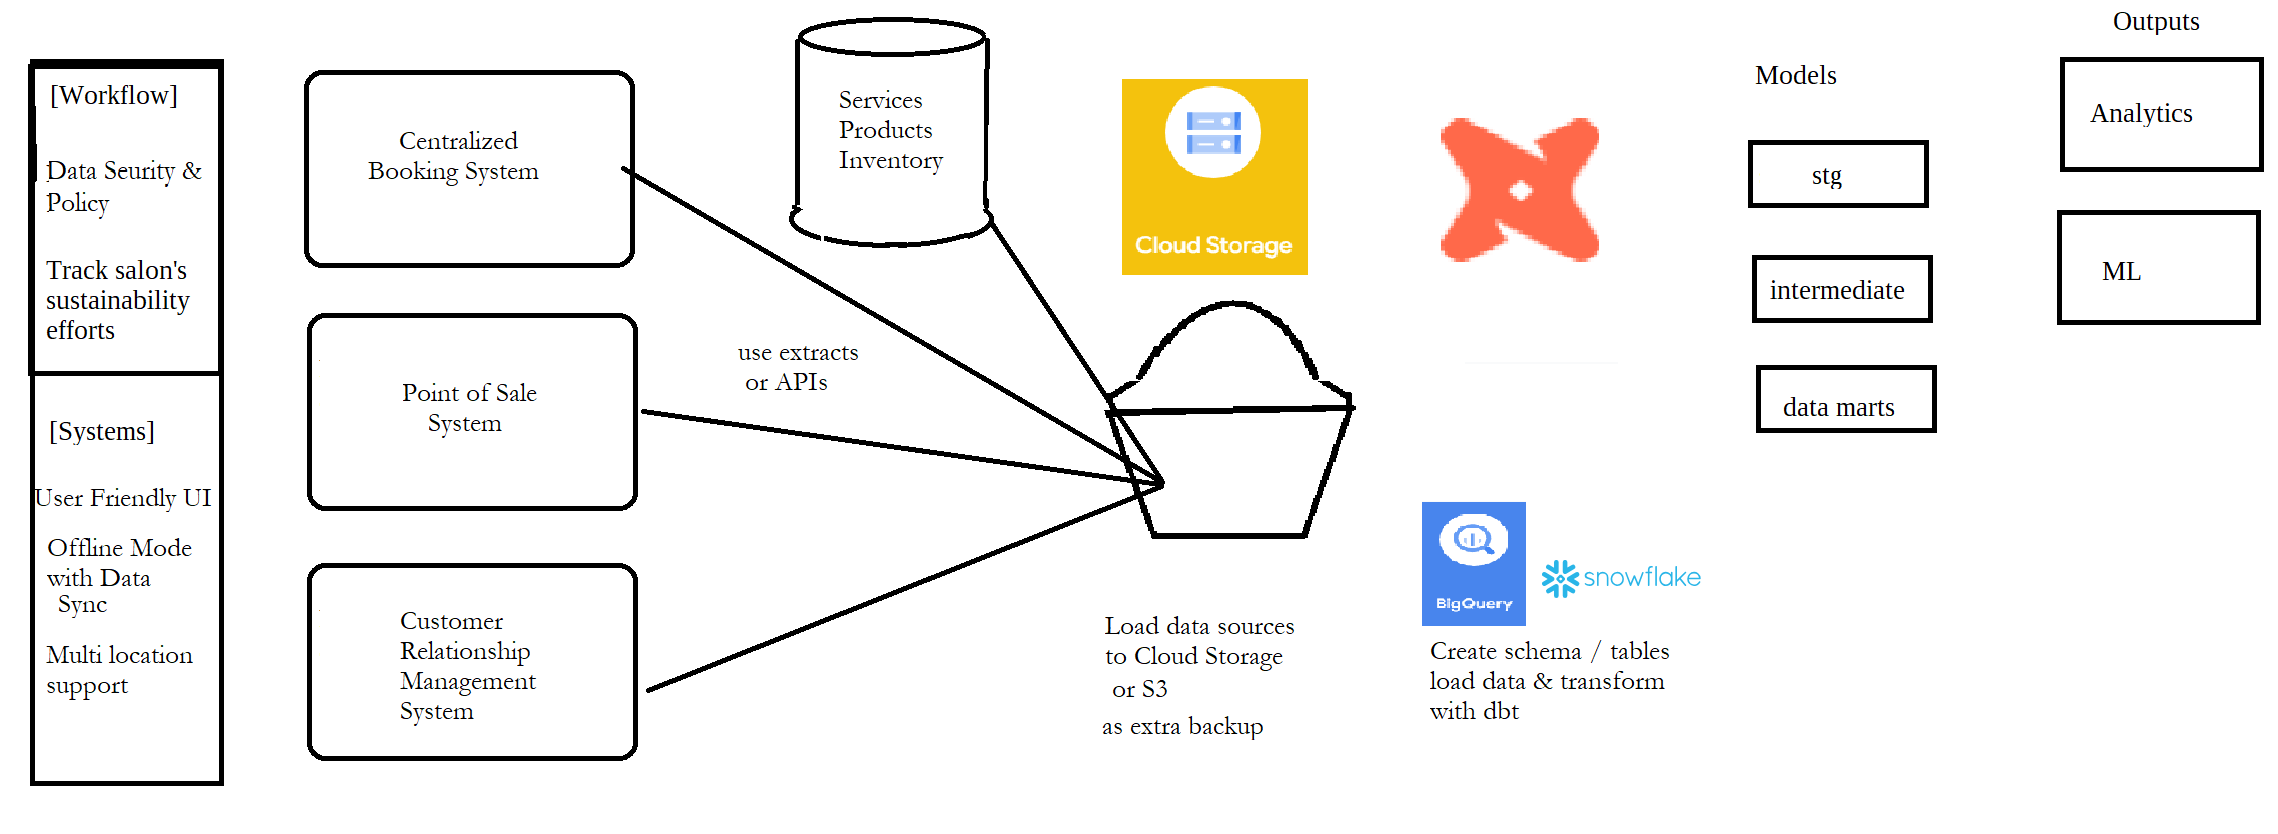 [Workflow]
Data Seurity &
Policy
Track salon's
sustainability
efforts
[Systems]
User Friendly UI
Offline Mode
with Data
Sync
Multi location
support
Centralized
Booking System
Point of Sale
System
Customer
Relationship
Management
System
use extracts
or APIs
Services
Products
Inventory
Cloud Storage
Load data sources
to Cloud Storage
or S3
as extra backup
BigQuery
snowflake
Create schema / tables
load data & transform
with dbt
Models
stg
intermediate
data marts
Outputs
Analytics
ML